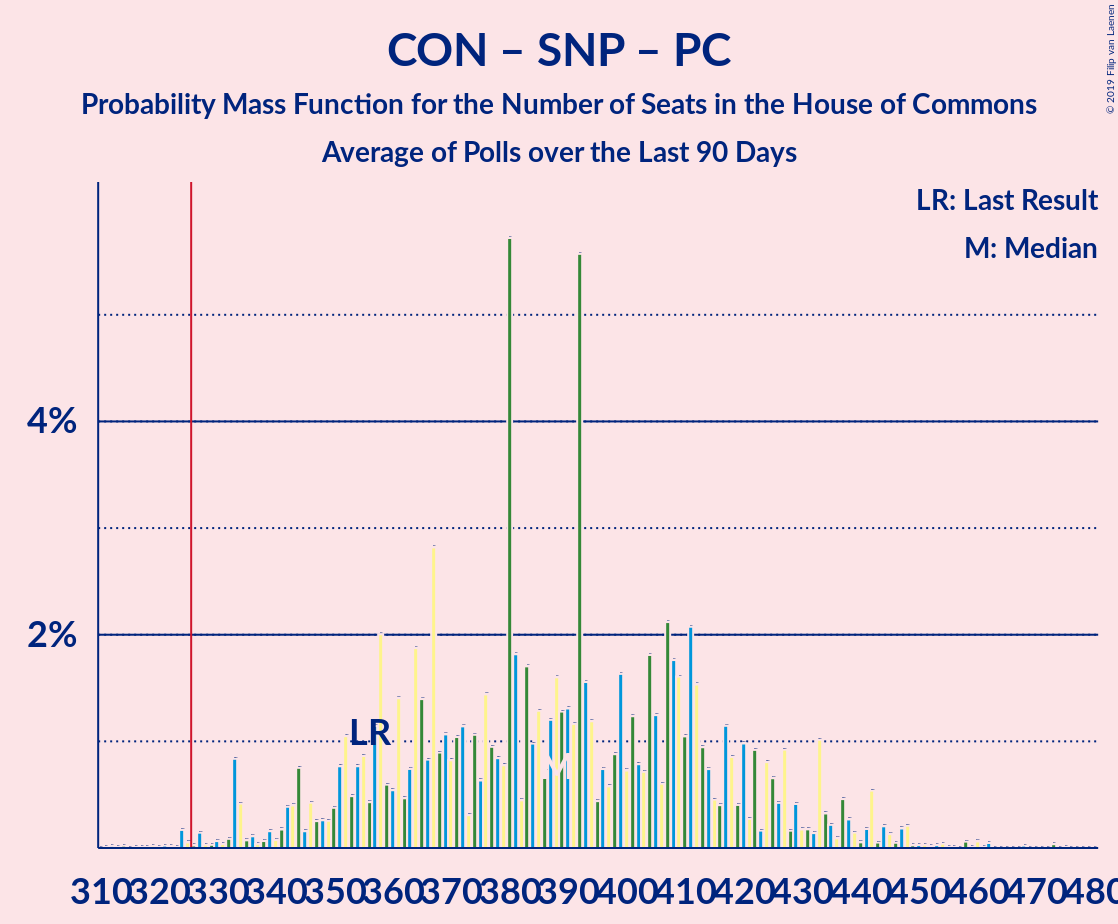 CON – SNP – PC
Probability Mass Function for the Number of Seats in the House of Commons
Average of Polls over the Last 90 Days
© 2019 Filip van Laenen
LR: Last Result
M: Median
4%
2%
LR
M
310 320 330 340 350 360 370 380 390 400 410 420 430 440 450 460 470 480